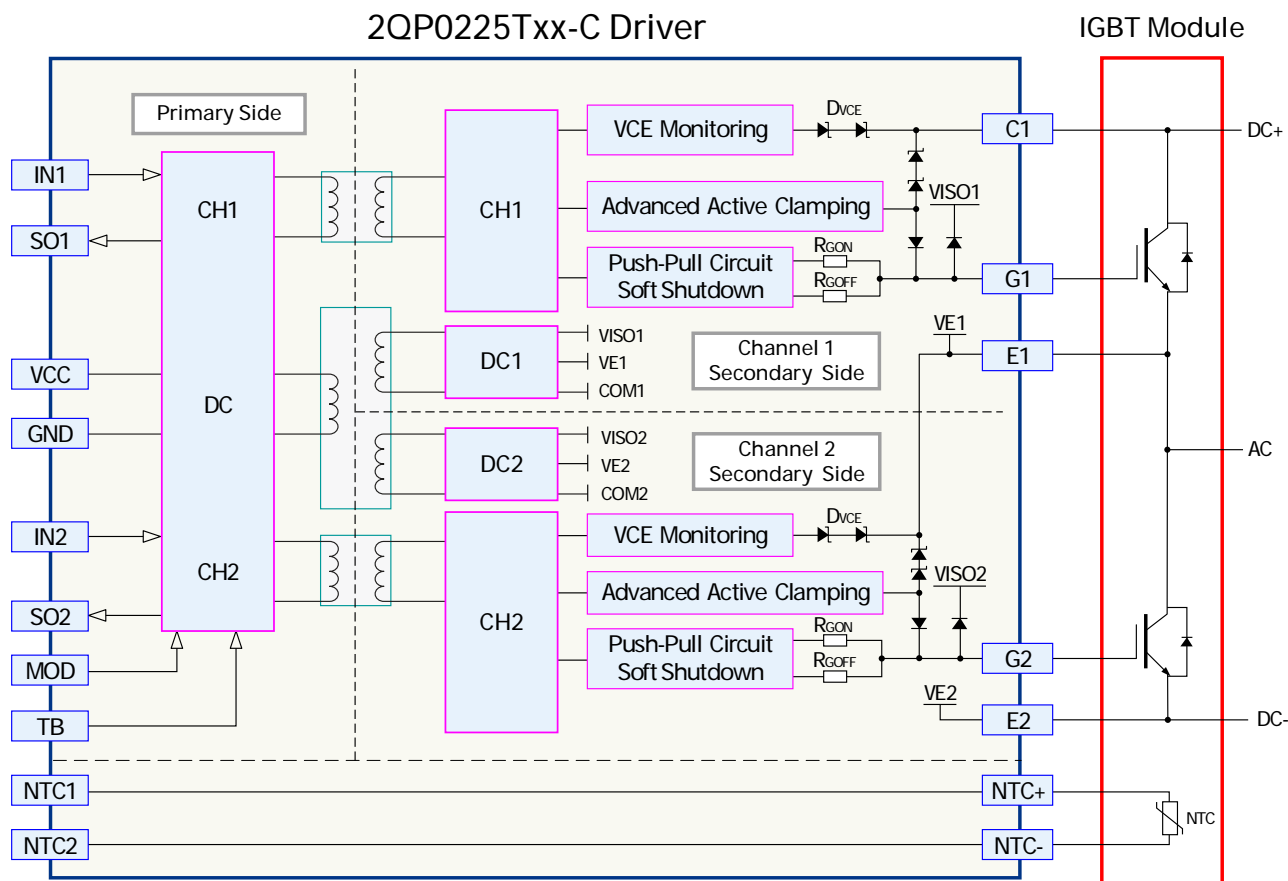 2QP0225Txx-C Driver
IGBT Module
Primary Side
IN1
SO1
VCC
GND
IN2
SO2
MOD
TB
NTC1
NTC2
CH1
DC
CH2
CH1
VCE Monitoring
DVCE
Advanced Active Clamping
VISO1
Push-Pull Circuit
Soft Shutdown
RGON
RGOFF
DC1
VISO1
VE1
COM1
Channel 1
Secondary Side
VE1
DC2
VISO2
VE2
COM2
Channel 2
Secondary Side
CH2
VCE Monitoring
DVCE
Advanced Active Clamping
VISO2
Push-Pull Circuit
Soft Shutdown
RGON
RGOFF
VE2
C1
G1
E1
G2
E2
NTC+
NTC-
DC+
AC
DC-
NTC